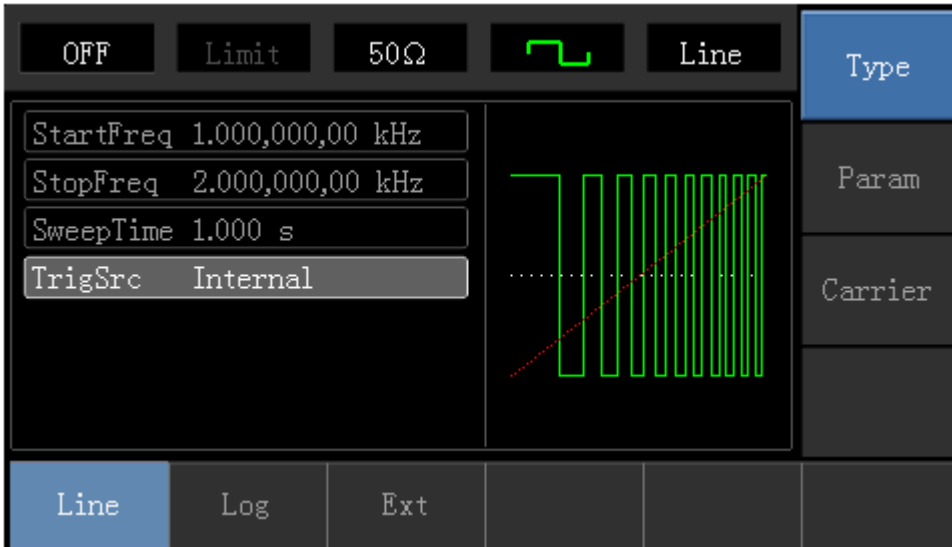 OFF Limit 50Ω Line
Type
StartFreq 1.000,000,00 kHz
StopFreq 2.000,000,00 kHz
SweepTime 1.000 s
TrigSrc Internal
Param
Carrier
Line Log Ext